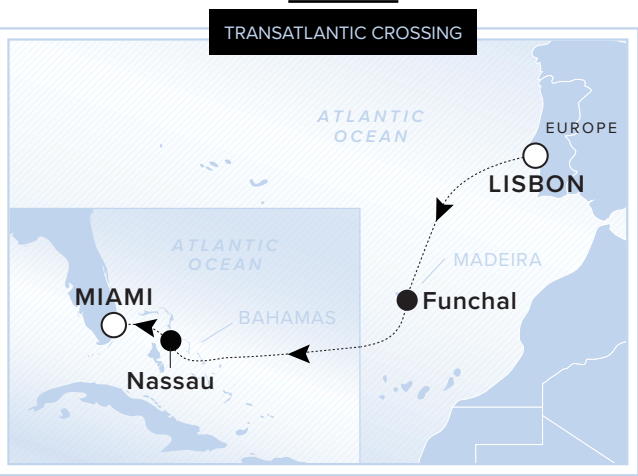 TRANSATLANTIC CROSSING
ATLANTIC
OCEAN
EUROPE
LISBON
ATLANTIC
OCEAN
MADEIRA
MIAMI
Funchal
BAHAMAS
Nassau